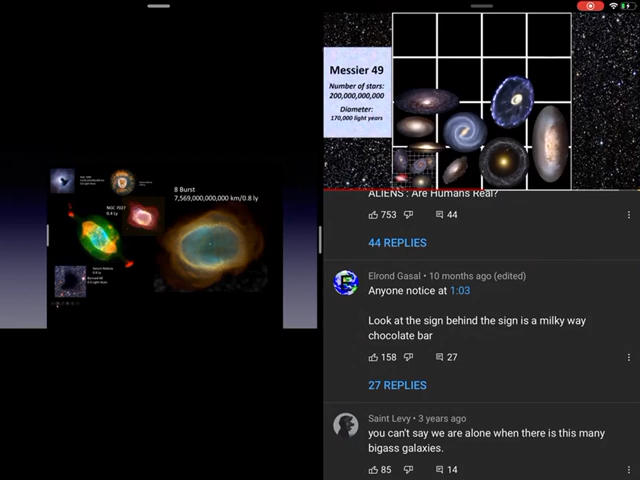 8 Burst
7,569,000,000,000 km/0.8 ly
NGC 7027
0.4 Ly
Messier 49
Number of stars:
200,000,000,000
Diameter:
170,000 light years
ALIENS : Are Humans Real?
753
44
44 REPLIES
Elrond Gasal • 10 months ago (edited)
Anyone notice at 1:03
Look at the sign behind the sign is a milky way
chocolate bar
158
27
27 REPLIES
Saint Levy • 3 years ago
you can't say we are alone when there is this many
bigass galaxies.
85
14